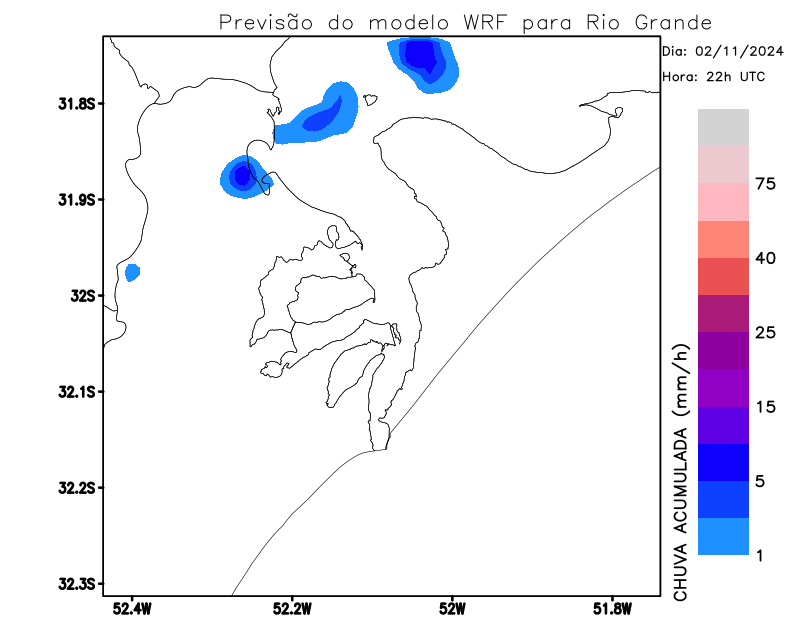 Previsão do modelo WRF para Rio Grande
Dia: 02/11/2024
Hora: 22h UTC
31.8S
31.9S
32S
32.1S
32.2S
32.3S
52.4W
52.2W
52W
51.8W
75
40
25
15
5
1
CHUVA ACUMULADA (mm/h)